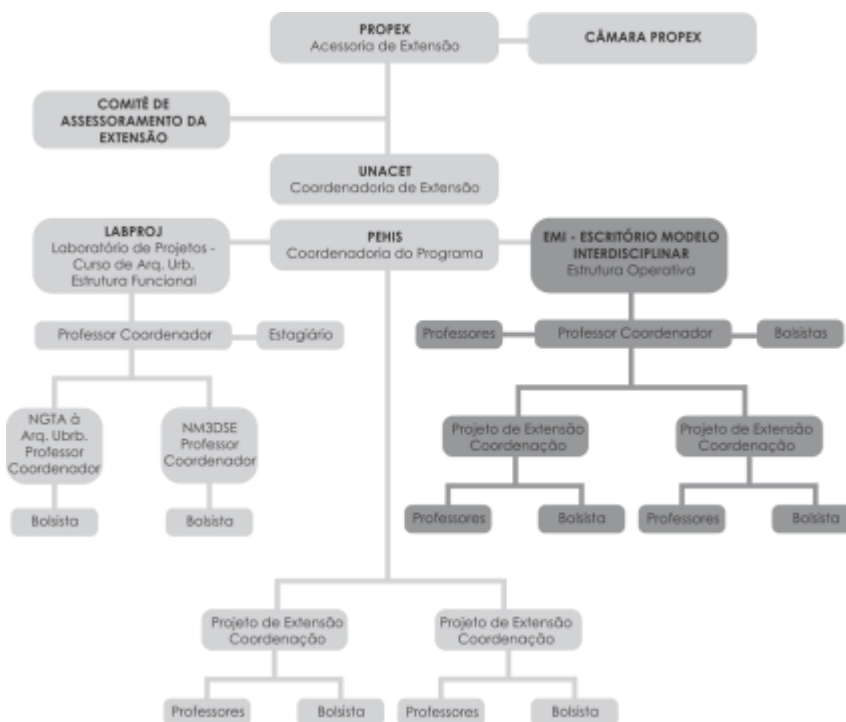 PROPEX
Acessoria de Extensão
CÂMARA PROPEX
COMITÊ DE
ASSESSORAMENTO DA
EXTENSÃO
UNACET
Coordenadoria de Extensão
LABPROJ
Laboratório de Projetos -
Curso de Arq. Urb.
Estrutura Funcional
PEHIS
Coordenadoria do Programa
EMI - ESCRITÓRIO MODELO
INTERDISCIPLINAR
Estrutura Operativa
Professor Coordenador
Estagiário
Professores
Professor Coordenador
Bolsistas
NGTA à
Arq. Ubrb.
Professor
Coordenador
NM3DSE
Professor
Coordenador
Projeto de Extensão
Coordenação
Projeto de Extensão
Coordenação
Bolsista
Bolsista
Professores
Bolsista
Professores
Bolsista
Projeto de Extensão
Coordenação
Projeto de Extensão
Coordenação
Professores
Bolsista
Professores
Bolsista